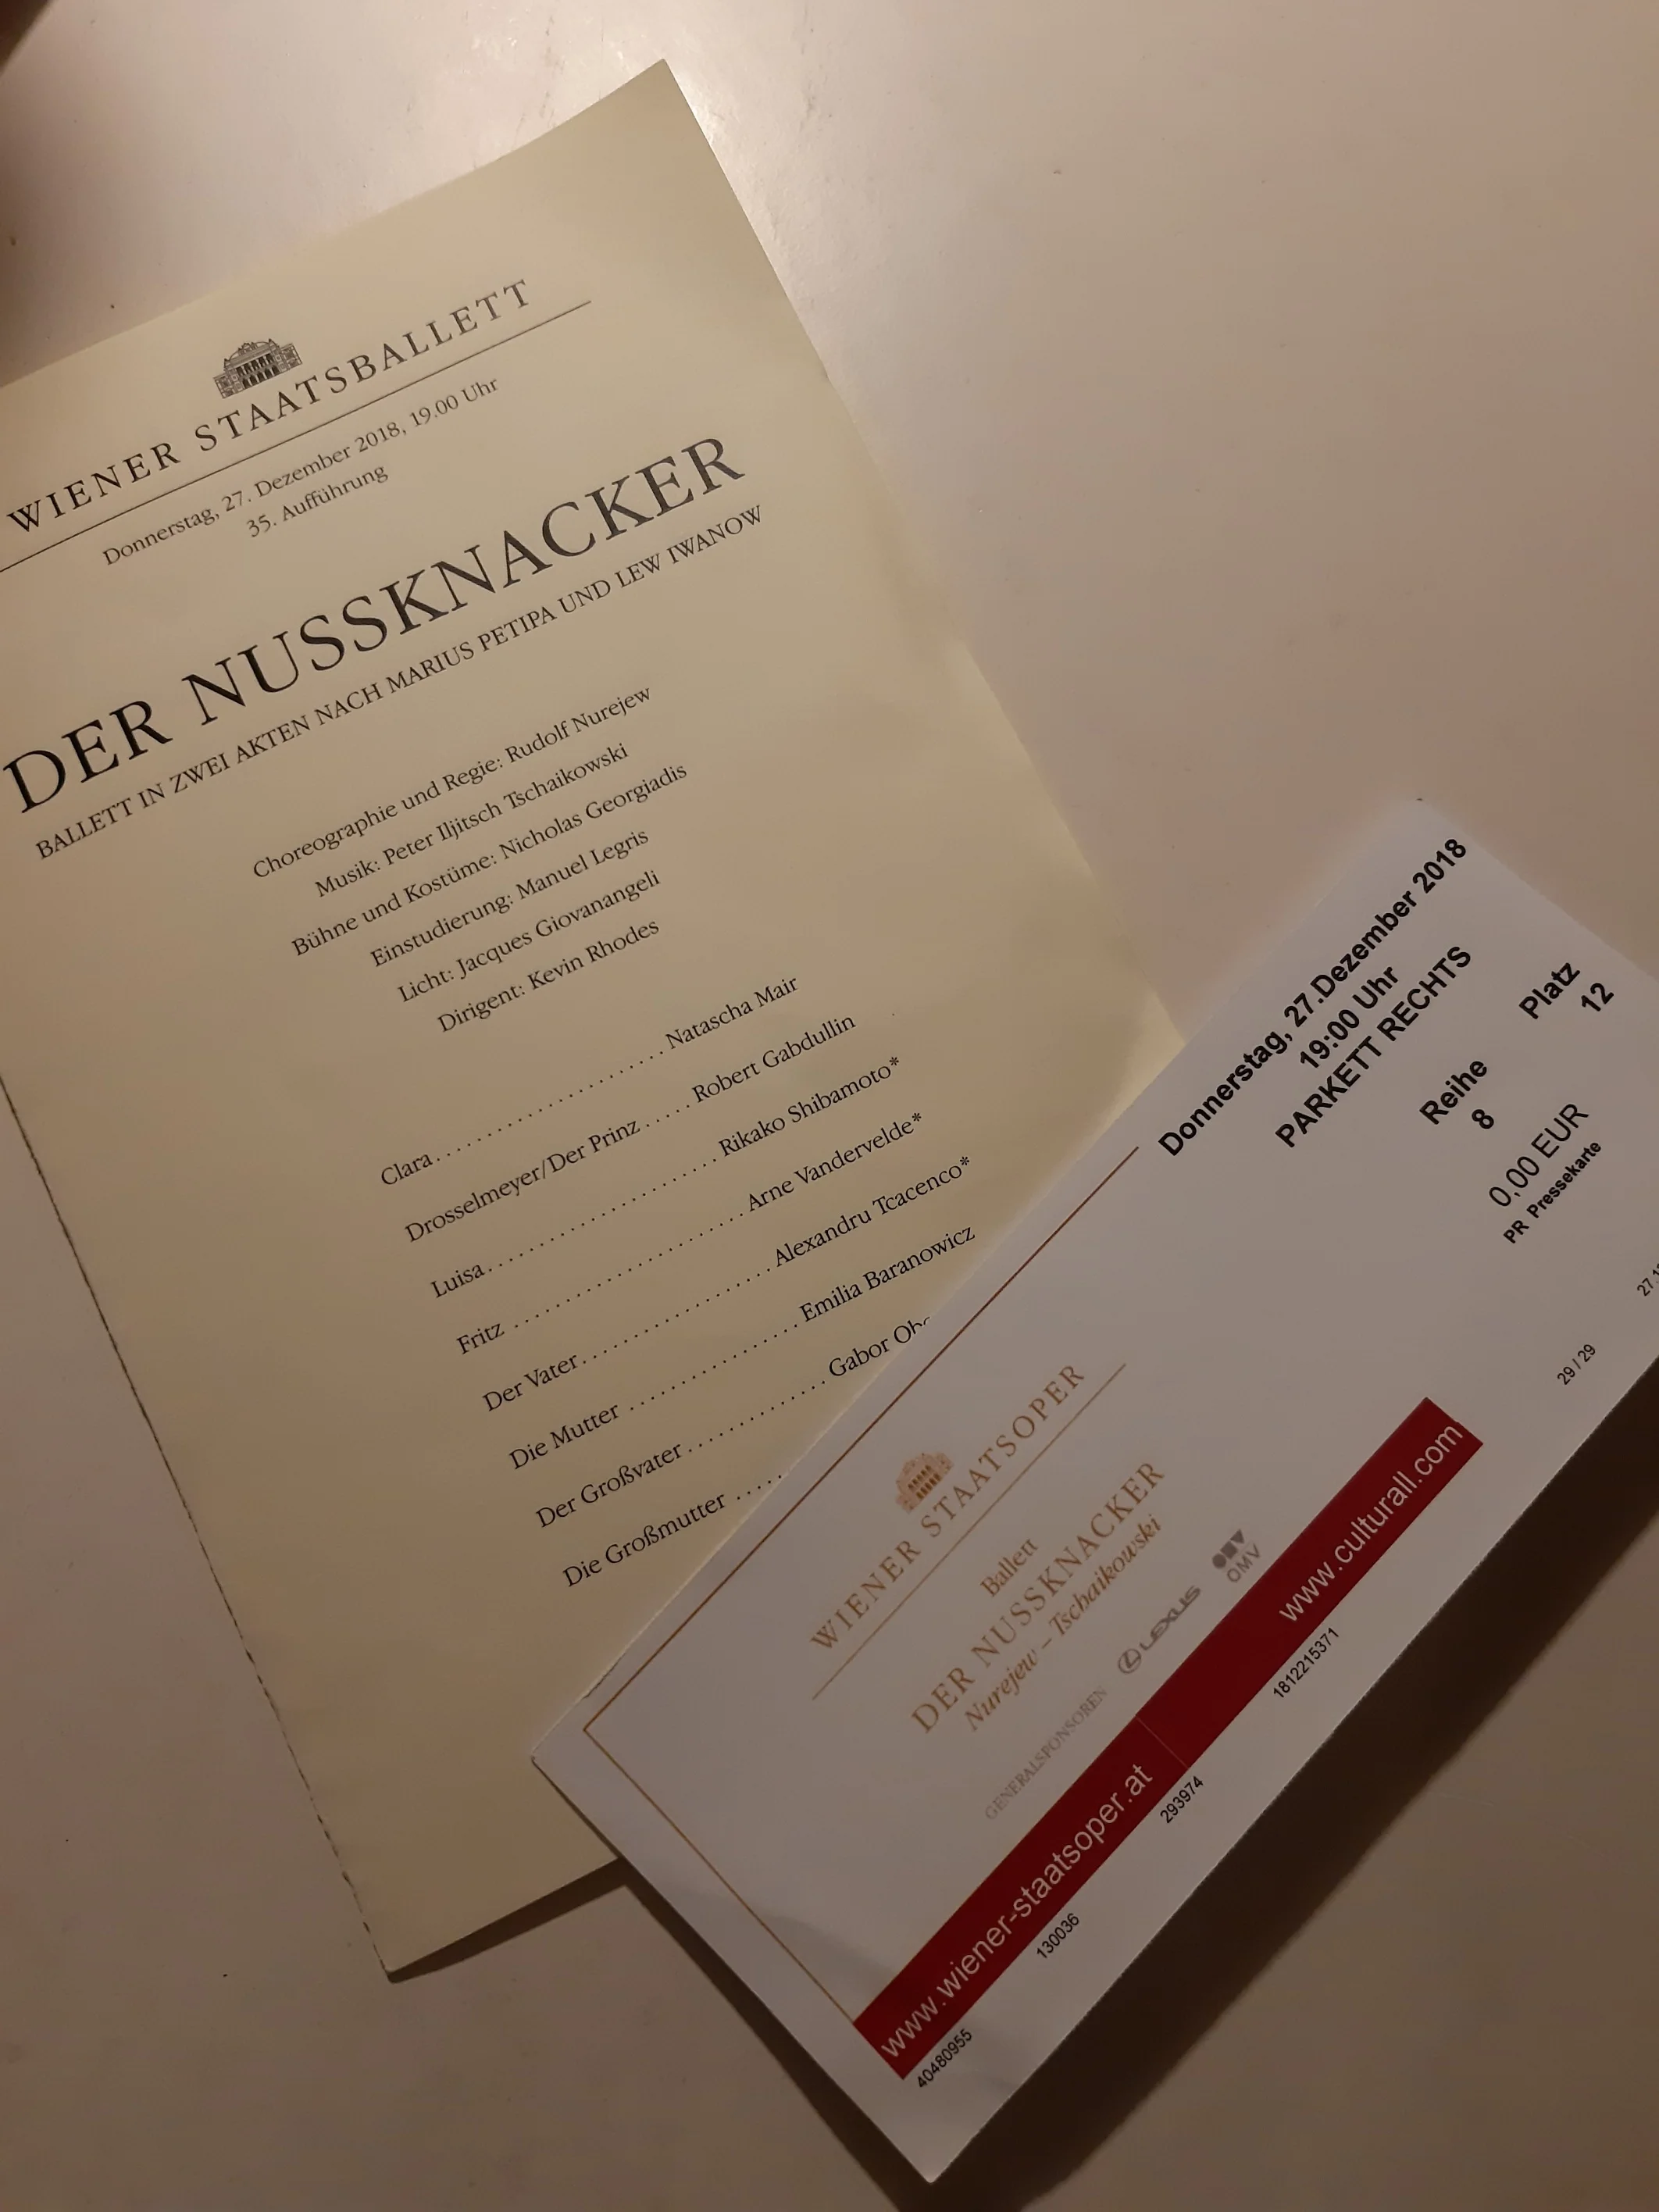 WIENER STAATSBALLETT
Donnerstag, 27. Dezember 2018, 19.00 Uhr
35. Aufführung
DER NUSSKNACKER
BALLETT IN ZWEI AKTEN NACH MARIUS PETIPA UND LEW IWANOW
Choreographie und Regie: Rudolf Nurejew
Musik: Peter Iljitsch Tschaikowski
Bühne und Kostüme: Nicholas Georgiadis
Einstudierung: Manuel Legris
Licht: Jacques Giovanangeli
Dirigent: Kevin Rhodes
Clara Natascha Mair
Drosselmeyer/Der Prinz Robert Gabdullin
Luisa Rikako Shibamoto*
Fritz Arne Vandervelde*
Der Vater Alexandru Tcacenco*
Die Mutter Emilia Baranowicz
Der Großvater Gabor
Die Großmutter
Donnerstag, 27.Dezember 2018
19:00 Uhr
PARKETT RECHTS
Reihe Platz
8 12
0,00 EUR
PR Pressekarte
29 / 29
WIENER STAATSOPER
Ballett
DER NUSSKNACKER
Nurejew – Tschaikowski
GENERALSPONSOREN LEXUS OMV
www.wiener-staatsoper.at www.culturall.com
40480955 130036 293974 1812215371